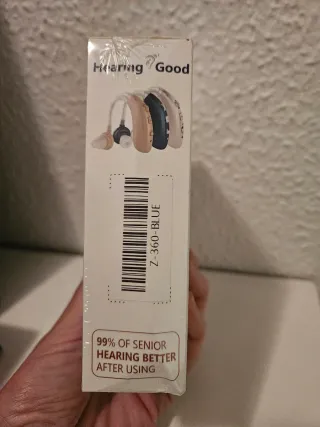 Hearing Good
Z-360-BLUE
99% OF SENIOR
HEARING BETTER
AFTER USING